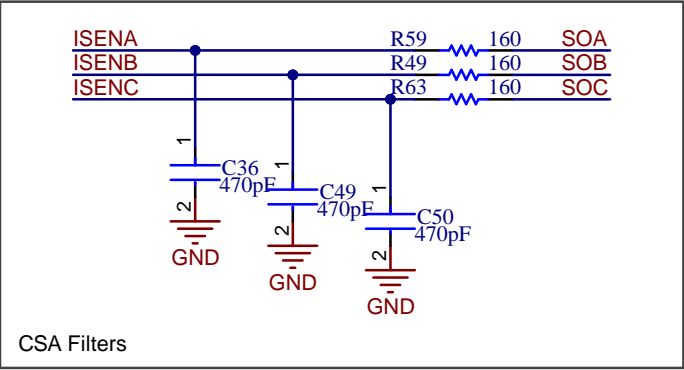 ISENA R59 160 SOA
ISENB R49 160 SOB
ISENC R63 160 SOC
1
C36
470pF
2
GND
1
C49
470pF
2
GND
1
C50
470pF
2
GND
CSA Filters